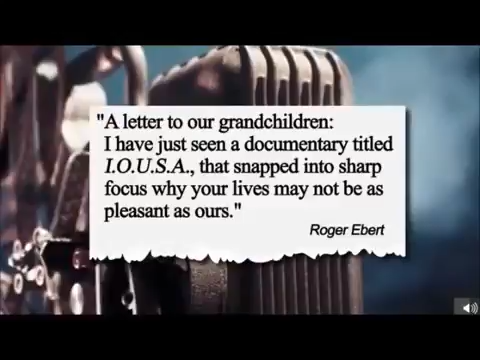 "A letter to our grandchildren:
I have just seen a documentary titled
I.O.U.S.A., that snapped into sharp
focus why your lives may not be as
pleasant as ours."
Roger Ebert